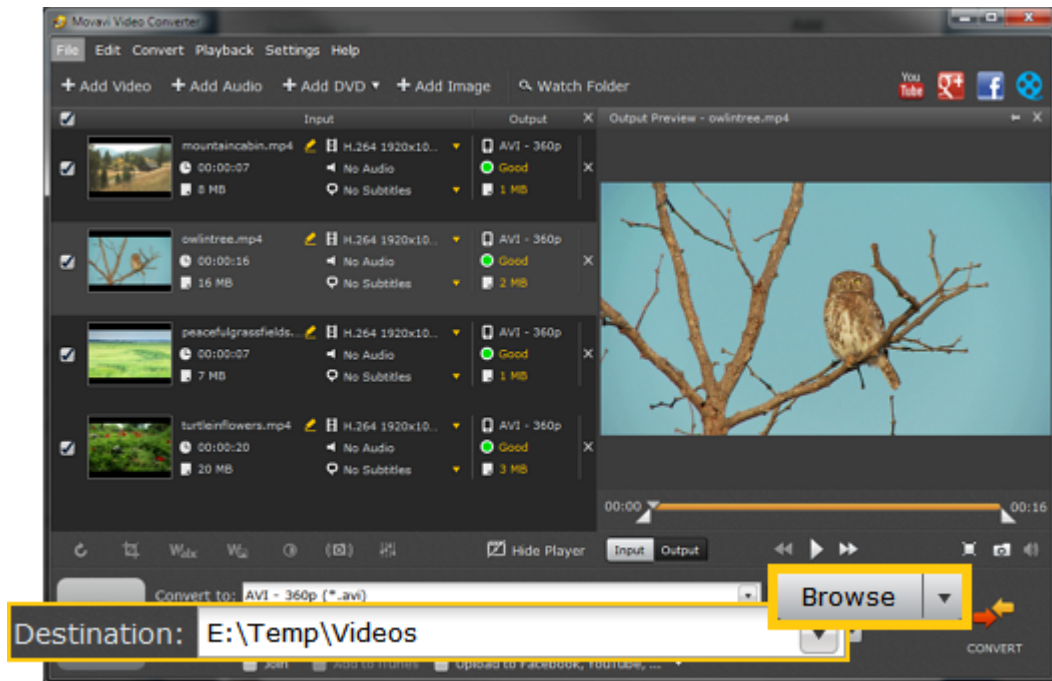 Movavi Video Converter
File Edit Convert Playback Settings Help
+ Add Video + Add Audio + Add DVD + Add Image Watch Folder
You Tube g+ f
Input Output X Output Preview - owlintree.mp4 X
mountaincabin.mp4 H.264 1920x10... AVI - 360p
00:00:07 No Audio Good
8 MB No Subtitles 1 MB
owlintree.mp4 H.264 1920x10... AVI - 360p
00:00:16 No Audio Good
16 MB No Subtitles 2 MB
peacefulgrassfields... H.264 1920x10... AVI - 360p
00:00:07 No Audio Good
7 MB No Subtitles 1 MB
turtleinflowers.mp4 H.264 1920x10... AVI - 360p
00:00:20 No Audio Good
20 MB No Subtitles 3 MB
00:00 00:16
Hide Player Input Output
Convert to: AVI - 360p (*.avi)
Browse
Destination: E:\Temp\Videos
CONVERT
Join Add to iTunes Upload to Facebook, YouTube, ...